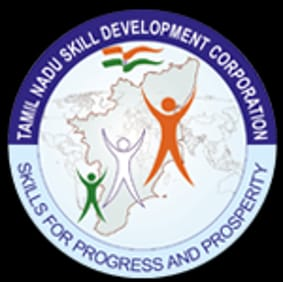 TAMIL NADU SKILL DEVELOPMENT CORPORATION
SKILLS FOR PROGRESS AND PROSPERITY